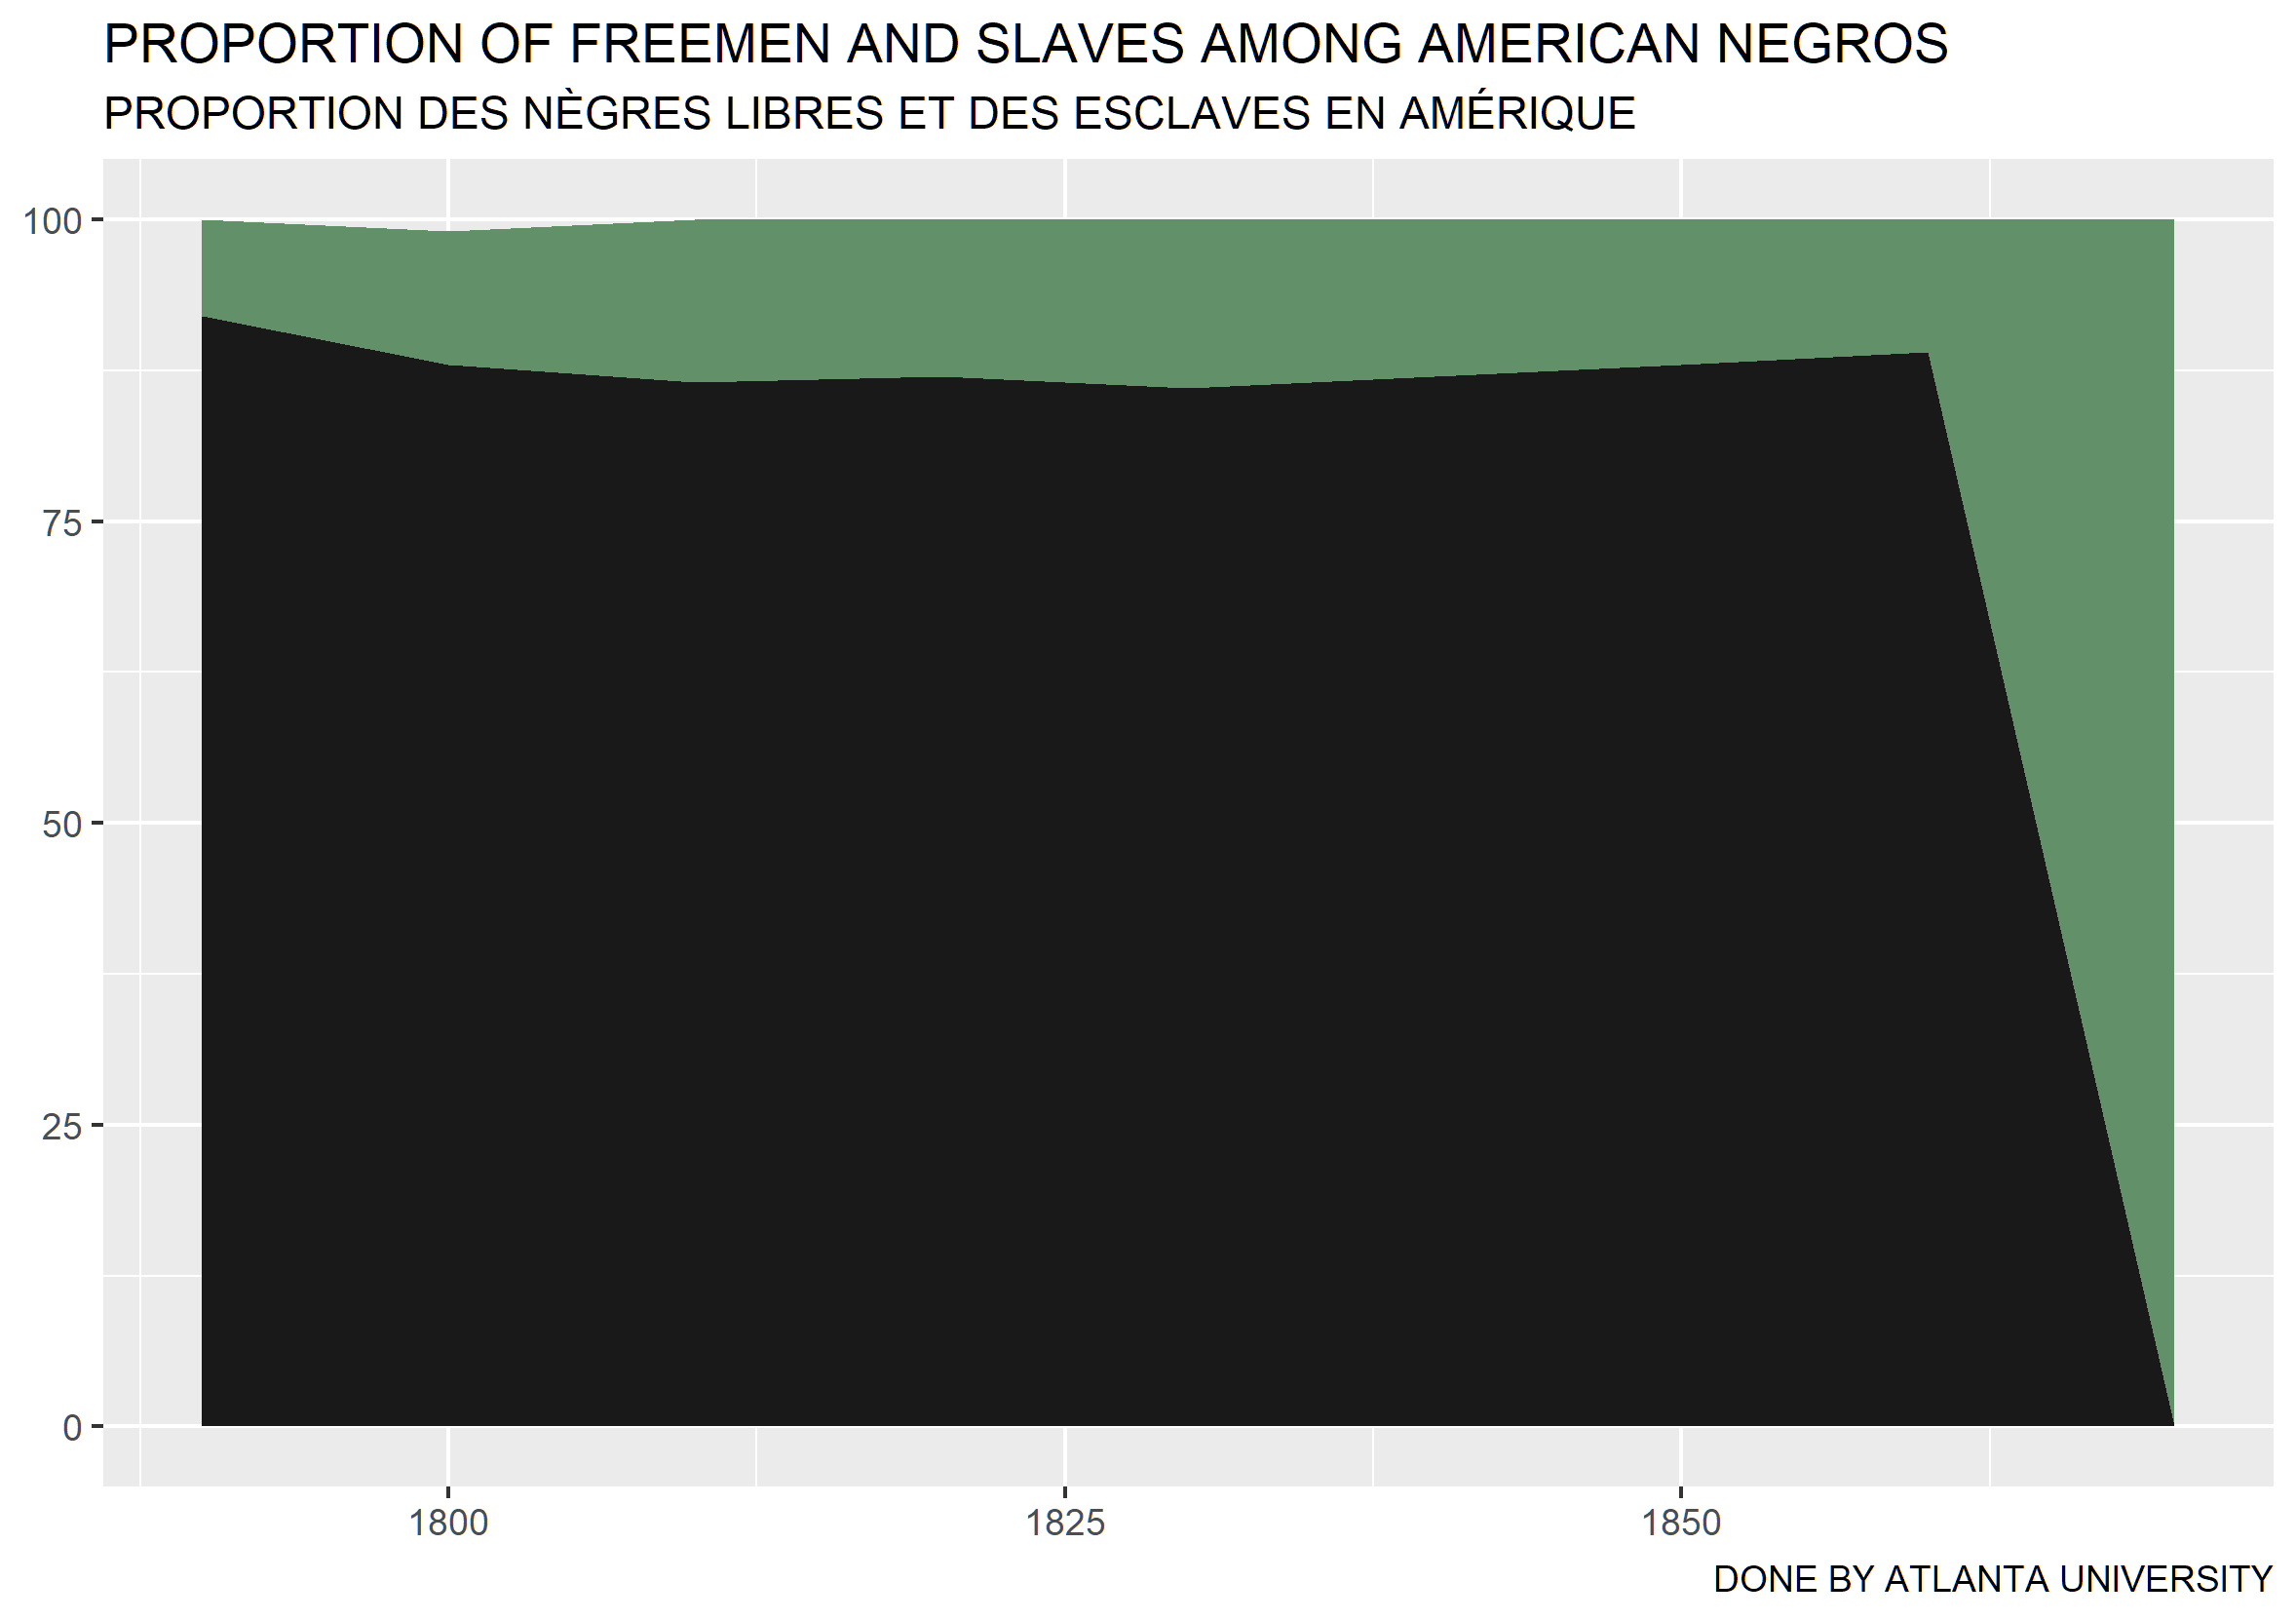 PROPORTION OF FREEMEN AND SLAVES AMONG AMERICAN NEGROS
PROPORTION DES NÈGRES LIBRES ET DES ESCLAVES EN AMÉRIQUE
100
75
50
25
0
1800
1825
1850
DONE BY ATLANTA UNIVERSITY